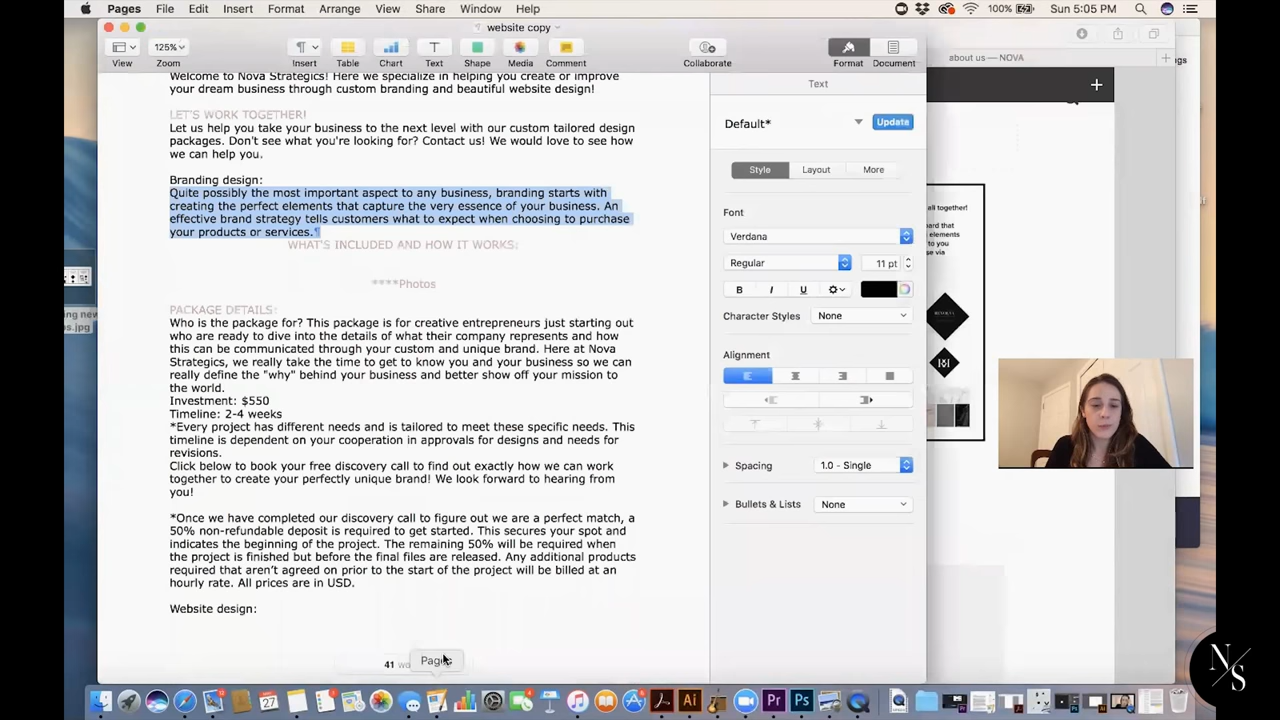 Pages File Edit Insert Format Arrange View Share Window Help 100% Sun 5:05 PM
website copy
125%
View Zoom Insert Table Chart Text Shape Media Comment Collaborate Format Document
about us — NOVA
Welcome to Nova Strategics! Here we specialize in helping you create or improve
your dream business through custom branding and beautiful website design!
LET'S WORK TOGETHER!
Let us help you take your business to the next level with our custom tailored design
packages. Don't see what you're looking for? Contact us! We would love to see how
we can help you.
Branding design:
Quite possibly the most important aspect to any business, branding starts with
creating the perfect elements that capture the very essence of your business. An
effective brand strategy tells customers what to expect when choosing to purchase
your products or services.
WHAT'S INCLUDED AND HOW IT WORKS:
****Photos
PACKAGE DETAILS:
Who is the package for? This package is for creative entrepreneurs just starting out
who are ready to dive into the details of what their company represents and how
this can be communicated through your custom and unique brand. Here at Nova
Strategics, we really take the time to get to know you and your business so we can
really define the "why" behind your business and better show off your mission to
the world.
Investment: $550
Timeline: 2-4 weeks
*Every project has different needs and is tailored to meet these specific needs. This
timeline is dependent on your cooperation in approvals for designs and needs for
revisions.
Click below to book your free discovery call to find out exactly how we can work
together to create your perfectly unique brand! We look forward to hearing from
you!
*Once we have completed our discovery call to figure out we are a perfect match, a
50% non-refundable deposit is required to get started. This secures your spot and
indicates the beginning of the project. The remaining 50% will be required when
the project is finished but before the final files are released. Any additional products
required that aren't agreed on prior to the start of the project will be billed at an
hourly rate. All prices are in USD.
Website design:
41 wo
Pages
Text
Default*
Update
Style Layout More
Font
Verdana
Regular 11 pt
B I U
Character Styles None
Alignment
Spacing 1.0 - Single
Bullets & Lists None
all together!
hard that
elements
to you
se via
ing new
s.jpg
27
Ai
Pr
Ps
N/S